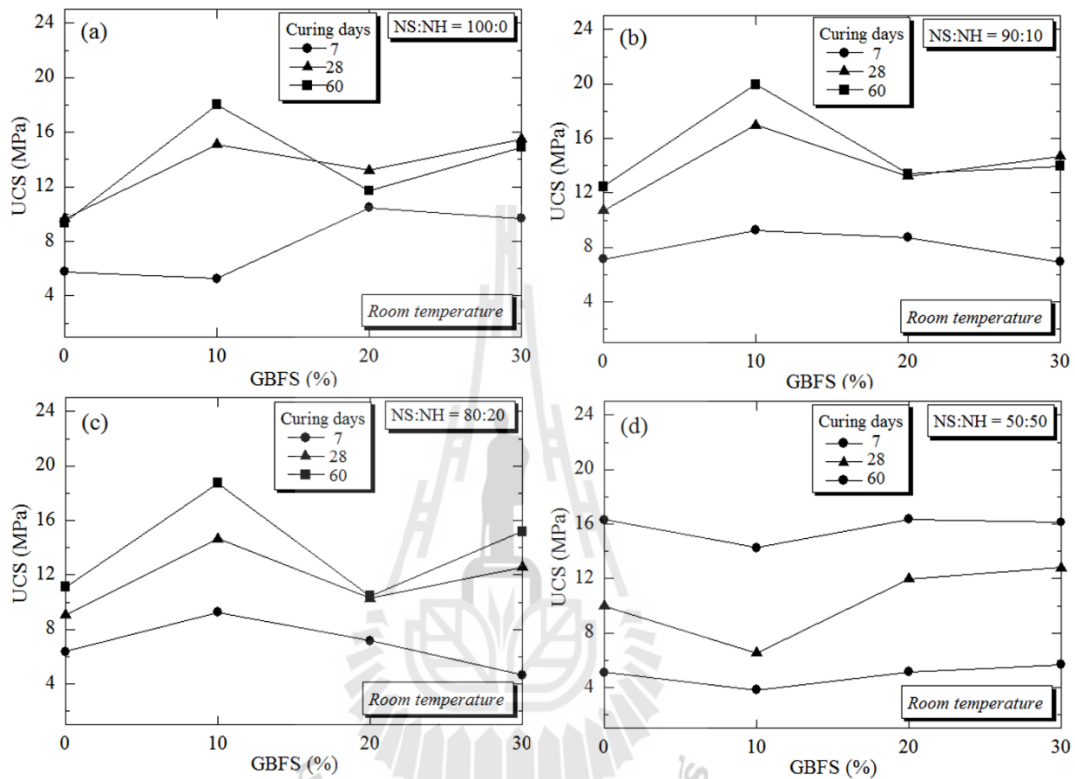 (a)
NS:NH = 100:0
Curing days
7
28
60
24
20
16
12
8
4
UCS (MPa)
Room temperature
0 10 20 30
GBFS (%)
(b)
NS:NH = 90:10
Curing days
7
28
60
24
20
16
12
8
4
UCS (MPa)
Room temperature
0 10 20 30
GBFS (%)
(c)
NS:NH = 80:20
Curing days
7
28
60
24
20
16
12
8
4
UCS (MPa)
Room temperature
0 10 20 30
GBFS (%)
(d)
NS:NH = 50:50
Curing days
7
28
60
24
20
16
12
8
4
UCS (MPa)
Room temperature
0 10 20 30
GBFS (%)